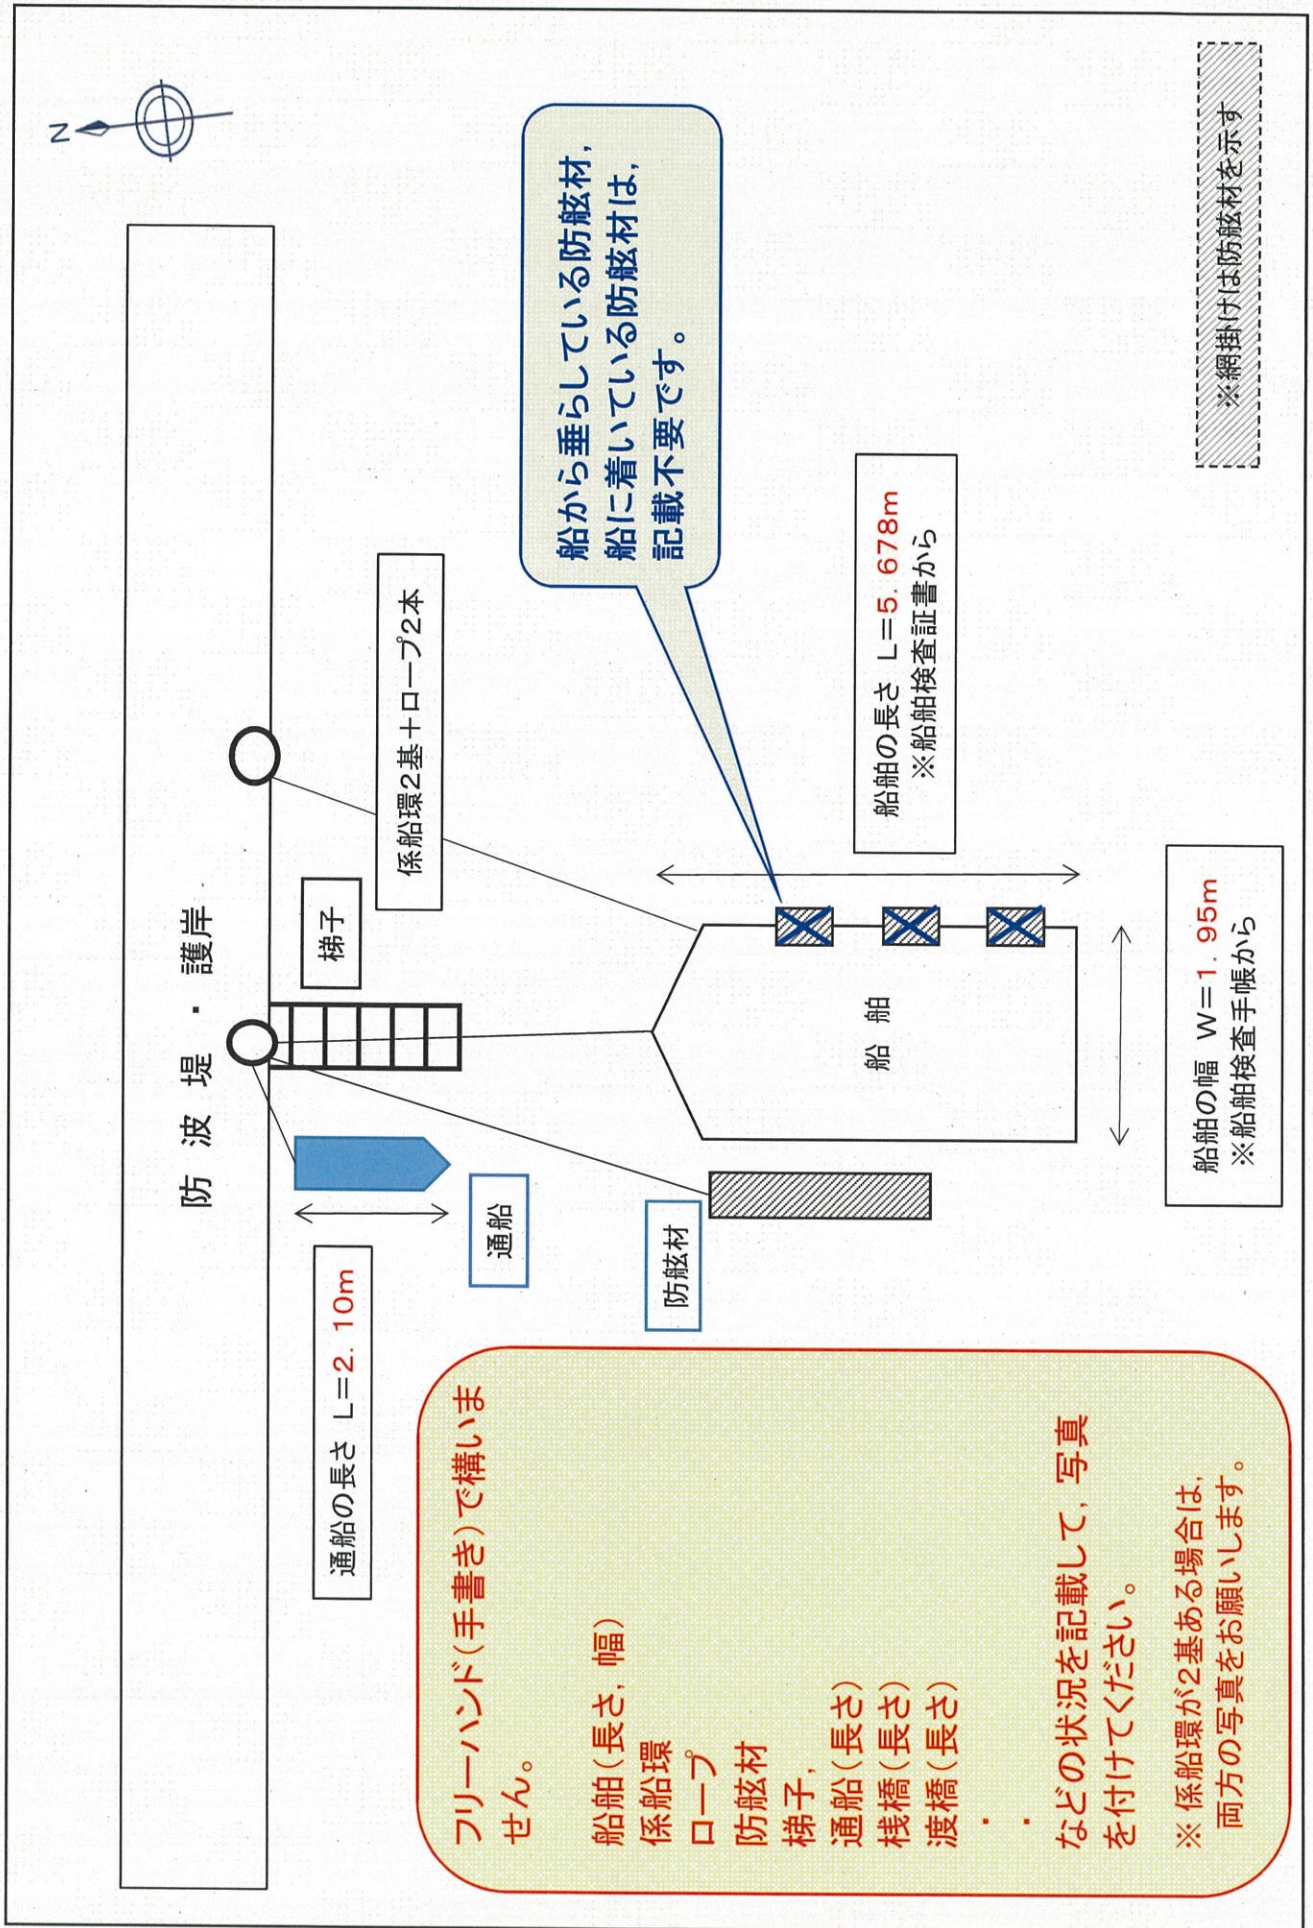 N
防 波 堤 ・ 護岸
梯子
係船環2基+ロープ2本
通船の長さ L=2. 10m
通船
防舷材
船から垂らしている防舷材,
船に着いている防舷材は,
記載不要です。
船 舶
船舶の長さ L=5. 678m
※船舶検査証書から
船舶の幅 W=1. 95m
※船舶検査手帳から
※網掛けは防舷材を示す
フリーハンド(手書き)で構いま
せん。
船舶(長さ, 幅)
係船環
ロープ
防舷材
梯子,
通船(長さ)
桟橋(長さ)
渡橋(長さ)
・
・
などの状況を記載して, 写真
を付けてください。
※ 係船環が2基ある場合は,
両方の写真をお願いします。